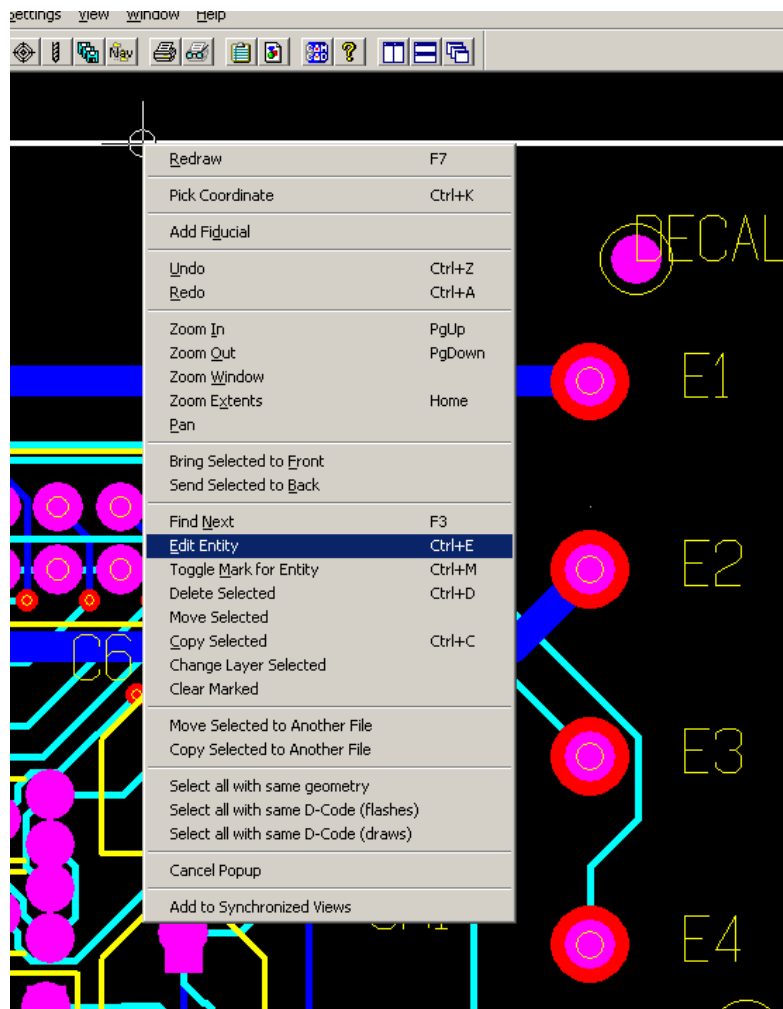 Settings View Window Help
Nav
Redraw F7
Pick Coordinate Ctrl+K
Add Fiducial
Undo Ctrl+Z
Redo Ctrl+A
Zoom In PgUp
Zoom Out PgDown
Zoom Window
Zoom Extents Home
Pan
Bring Selected to Front
Send Selected to Back
Find Next F3
Edit Entity Ctrl+E
Toggle Mark for Entity Ctrl+M
Delete Selected Ctrl+D
Move Selected
Copy Selected Ctrl+C
Change Layer Selected
Clear Marked
Move Selected to Another File
Copy Selected to Another File
Select all with same geometry
Select all with same D-Code (flashes)
Select all with same D-Code (draws)
Cancel Popup
Add to Synchronized Views
DECAL
E1
E2
C6
E3
E4